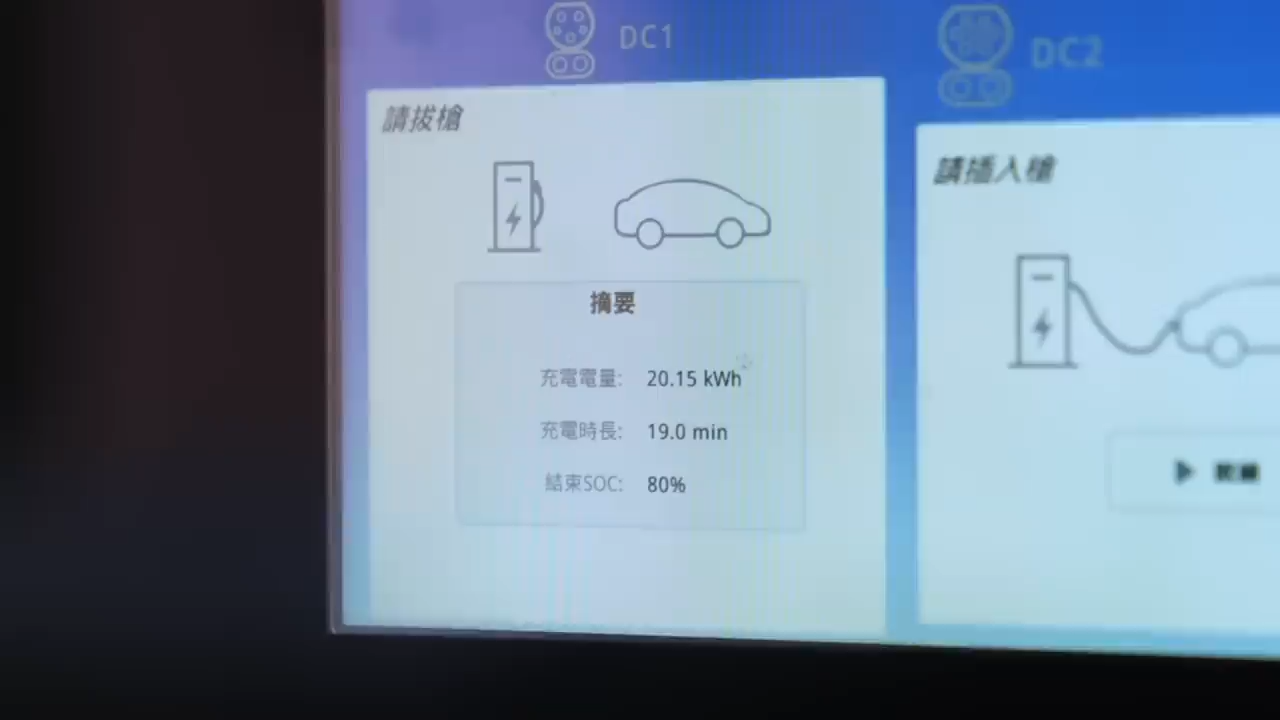 DC1
請拔槍
摘要
充電電量: 20.15 kWh
充電時長: 19.0 min
結束SOC: 80%
DC2
請插入槍